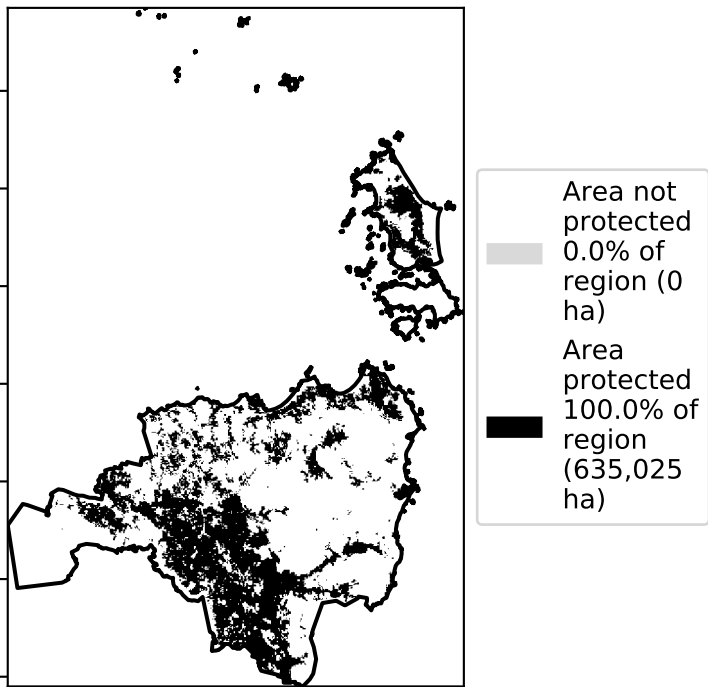 Area not
protected
0.0% of
region (0
ha)
Area
protected
100.0% of
region
(635,025
ha)